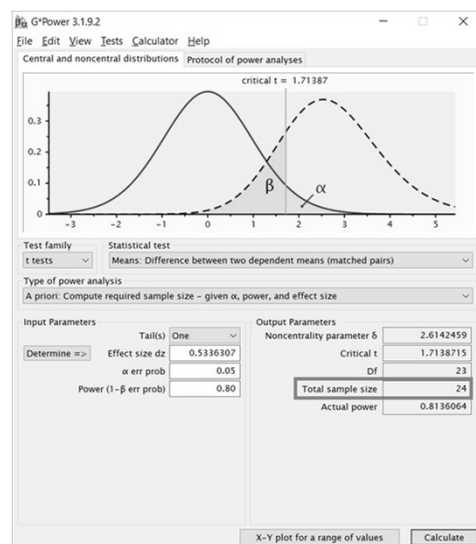 βα G*Power 3.1.9.2
File Edit View Tests Calculator Help
Central and noncentral distributions Protocol of power analyses
critical t = 1.71387
0.3
0.2
0.1
0
β
α
-3 -2 -1 0 1 2 3 4 5
Test family Statistical test
t tests Means: Difference between two dependent means (matched pairs)
Type of power analysis
A priori: Compute required sample size – given α, power, and effect size
Input Parameters Output Parameters
Tail(s) One Noncentrality parameter δ 2.6142459
Determine => Effect size dz 0.5336307 Critical t 1.7138715
α err prob 0.05 Df 23
Power (1-β err prob) 0.80 Total sample size 24
Actual power 0.8136064
X-Y plot for a range of values Calculate